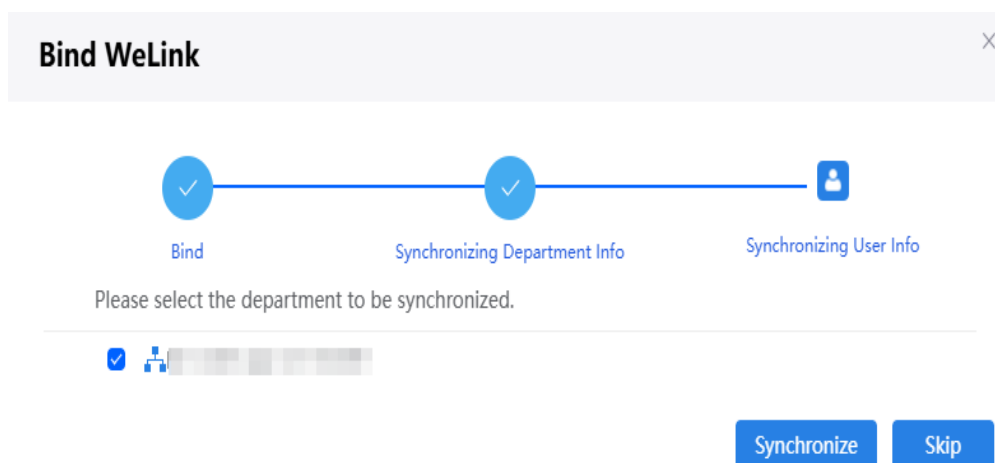 Bind WeLink
Bind
Synchronizing Department Info
Synchronizing User Info
Please select the department to be synchronized.
Synchronize
Skip